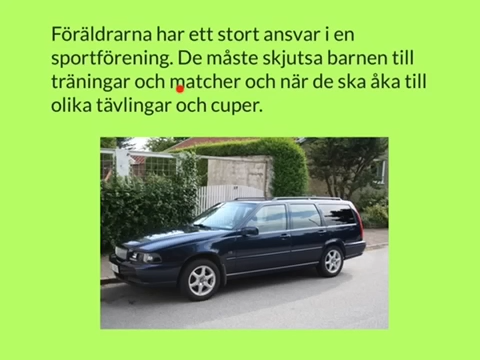 Föräldrarna har ett stort ansvar i en
sportförening. De måste skjutsa barnen till
träningar och matcher och när de ska åka till
olika tävlingar och cuper.